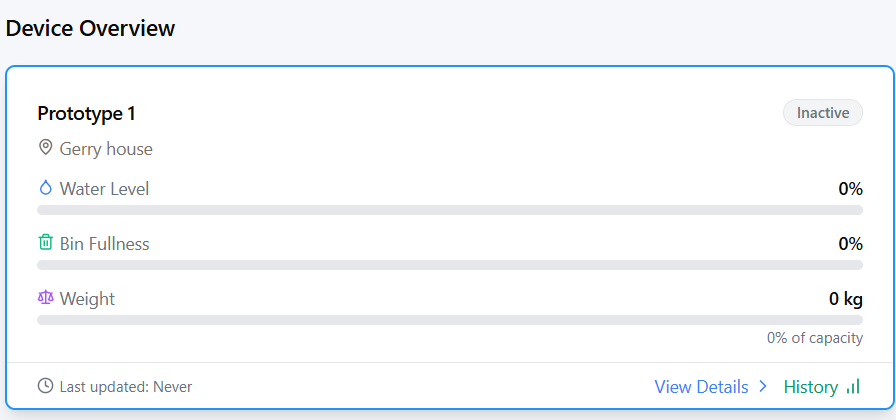 Device Overview
Prototype 1
Inactive
Gerry house
Water Level 0%
Bin Fullness 0%
Weight 0 kg
0% of capacity
Last updated: Never View Details History